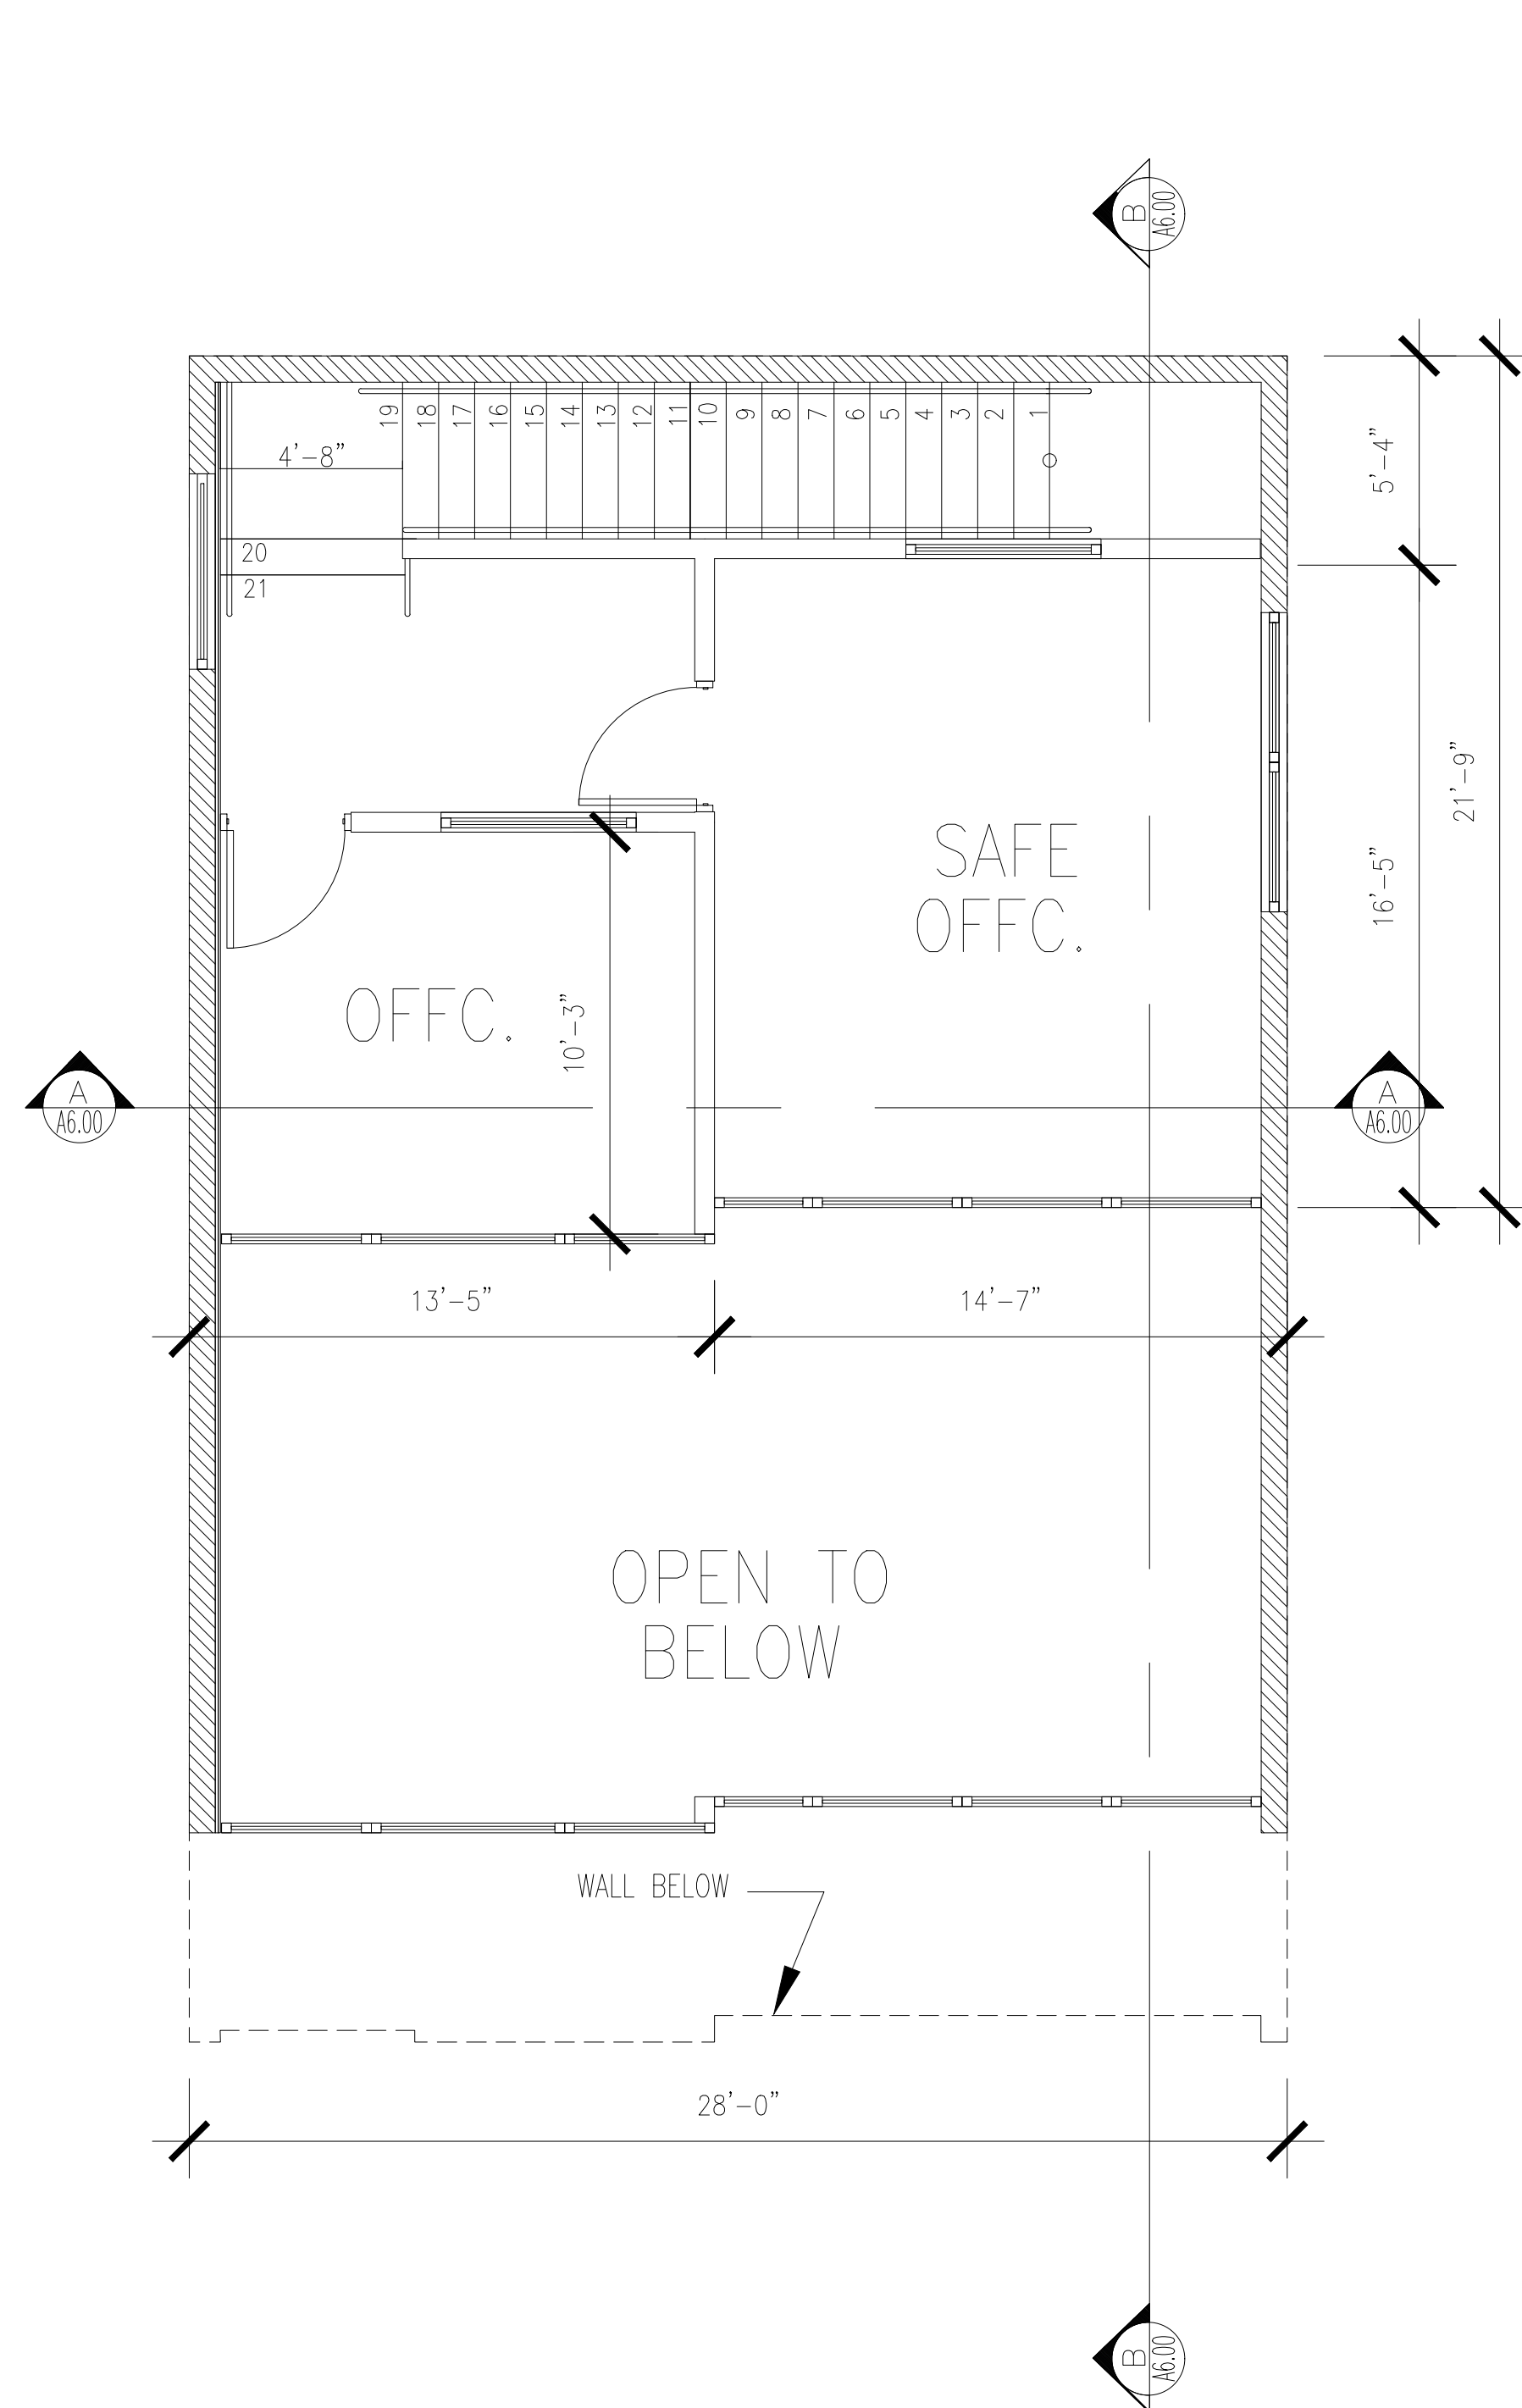 B
A6.00
19 18 17 16 15 14 13 12 11 10 9 8 7 6 5 4 3 2 1
4'-8"
5'-4"
20
21
21'-9"
SAFE
OFFC.
16'-5"
OFFC.
10'-3"
A
A6.00
A
A6.00
13'-5"
14'-7"
OPEN TO
BELOW
WALL BELOW
28'-0"
B
A6.00